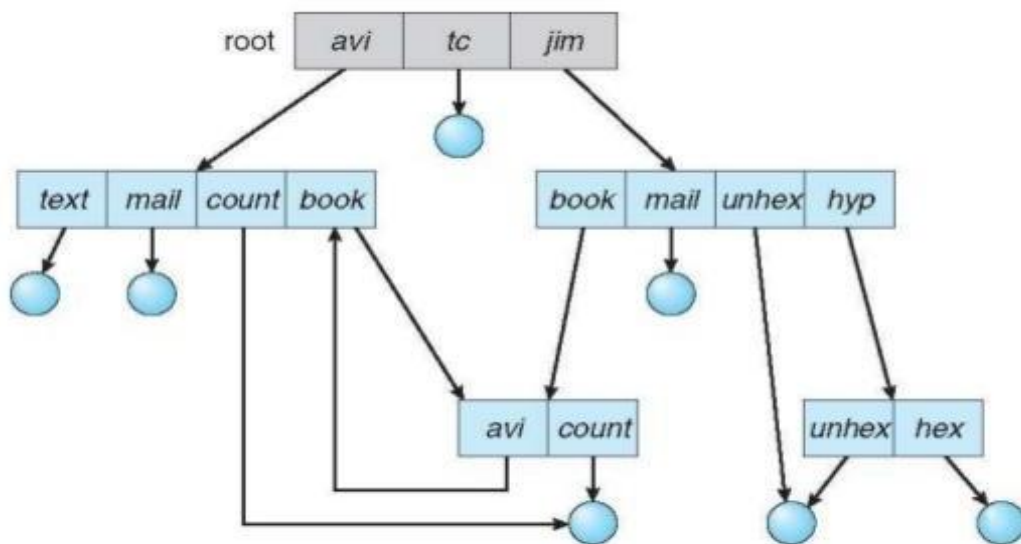 root avi tc jim
text mail count book book mail unhex hyp
avi count unhex hex